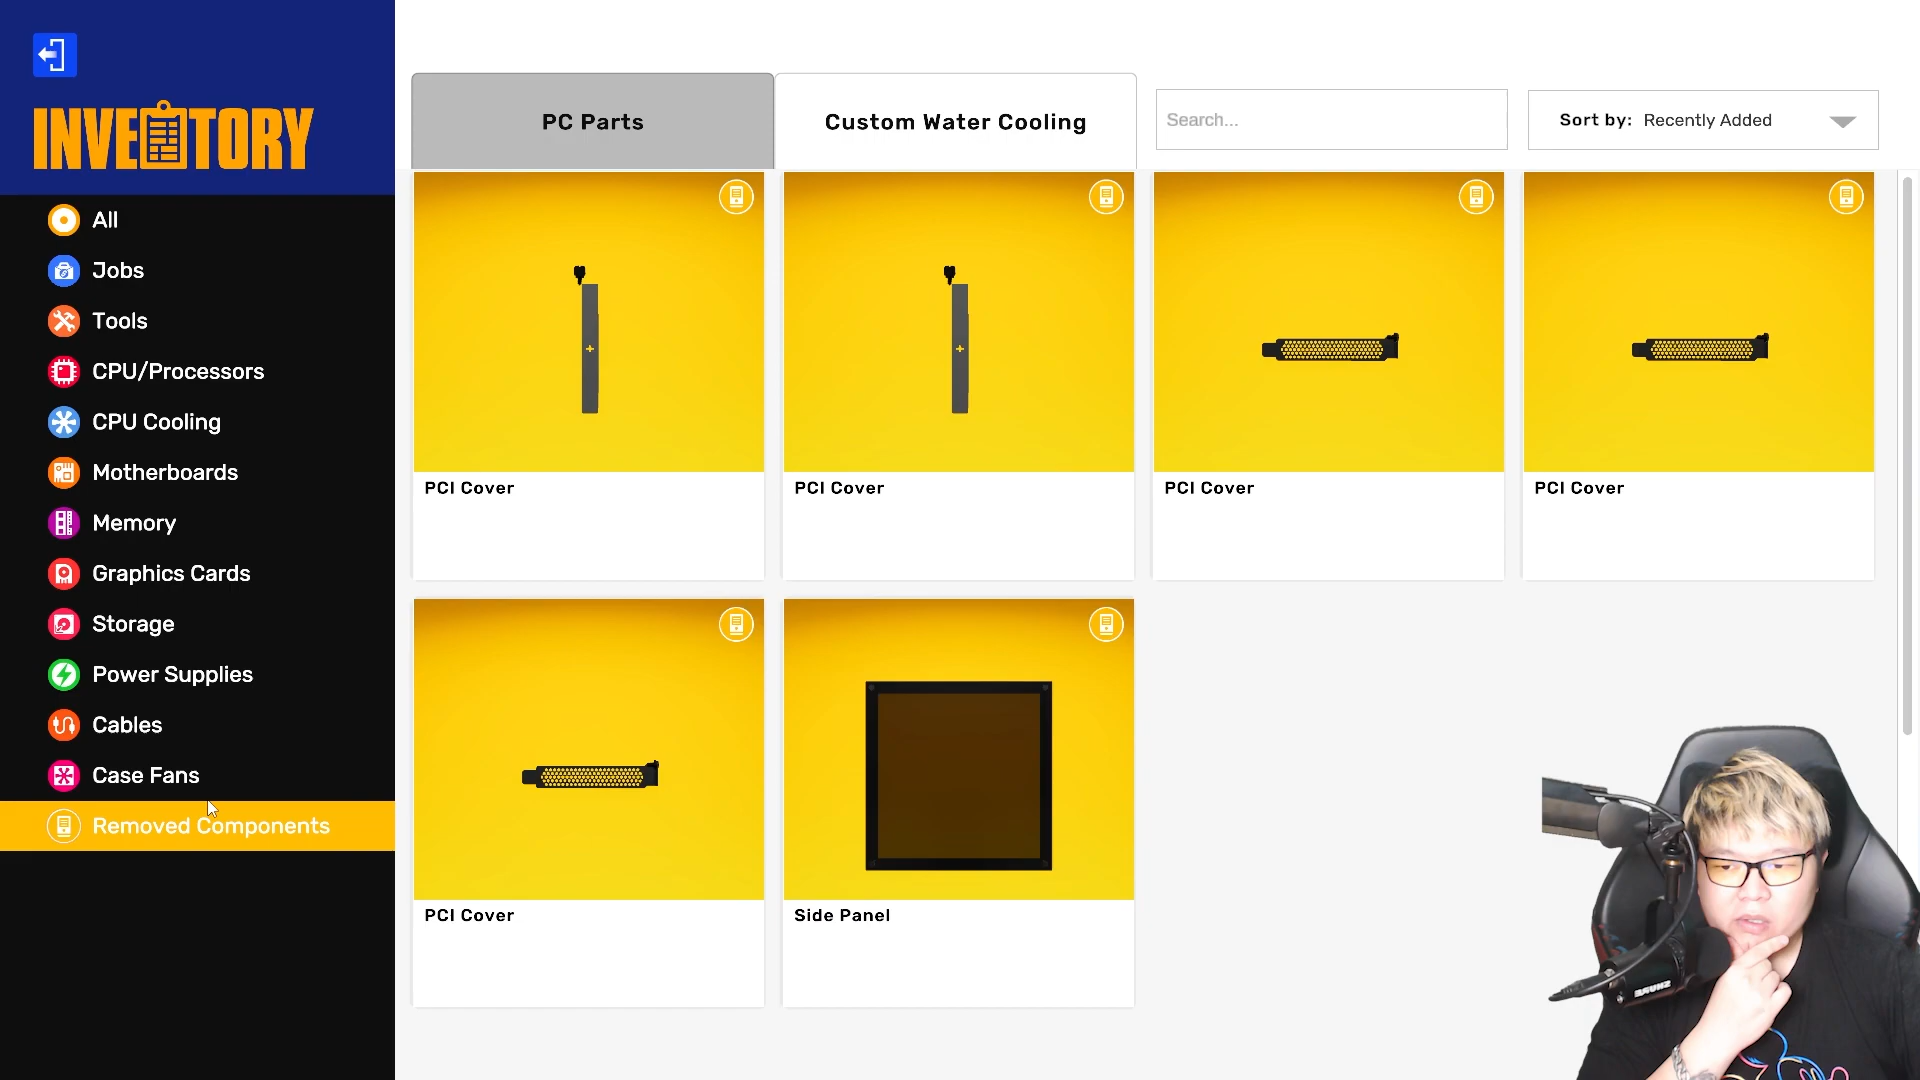 INVENTORY
All
Jobs
Tools
CPU/Processors
CPU Cooling
Motherboards
Memory
Graphics Cards
Storage
Power Supplies
Cables
Case Fans
Removed Components
PC Parts
Custom Water Cooling
Search...
Sort by: Recently Added
PCI Cover
PCI Cover
PCI Cover
PCI Cover
PCI Cover
Side Panel